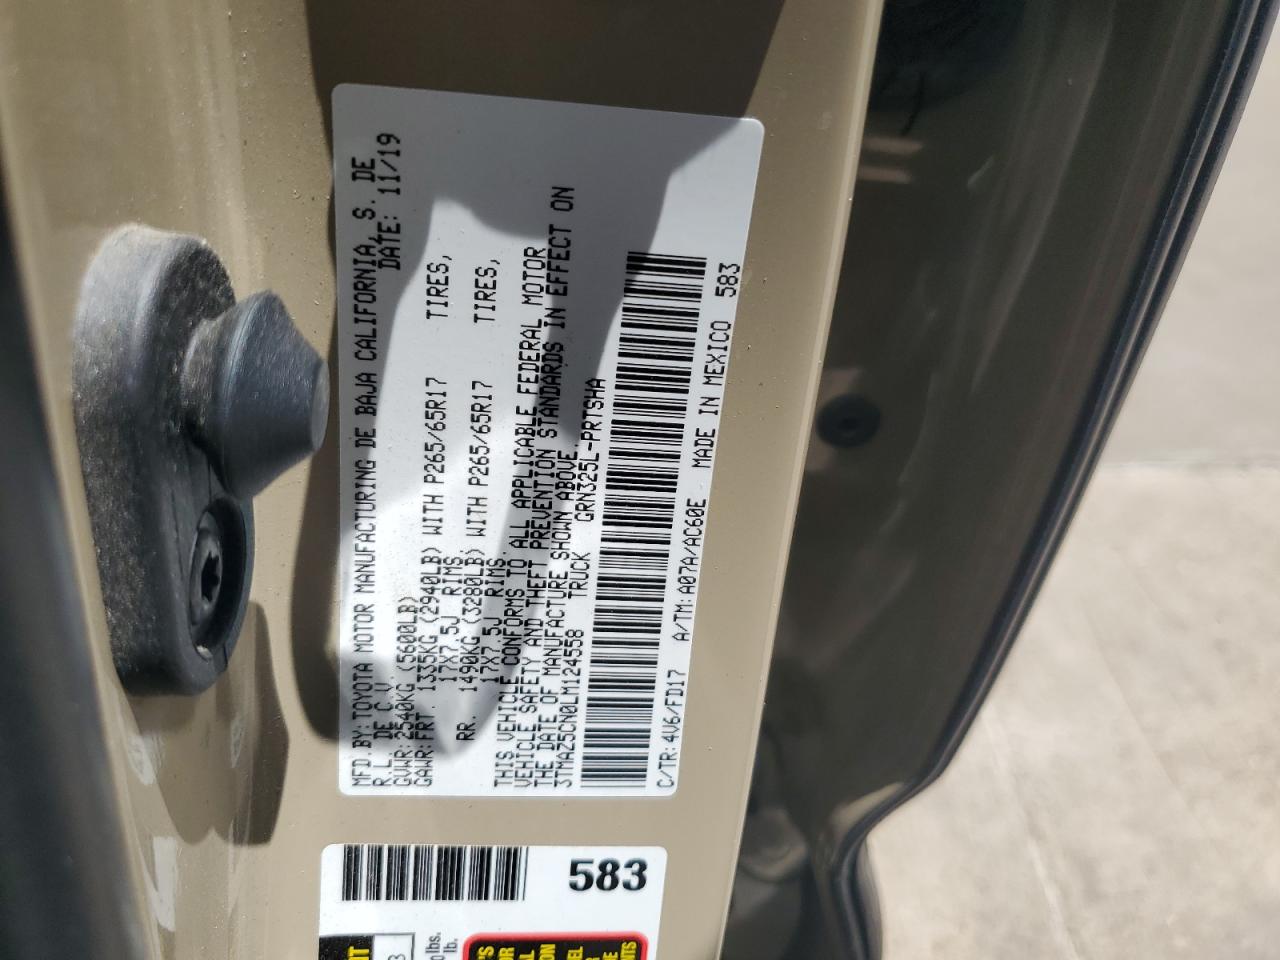 MFD.BY:TOYOTA MOTOR MANUFACTURING DE BAJA CALIFORNIA, S. DE
R.L. DE C.V. DATE: 11/19
GVWR:2540KG (5600LB)
GAWR:FRT. 1335KG (2940LB) WITH P265/65R17 TIRES,
17X7.5J RIMS.
RR. 1490KG (3280LB) WITH P265/65R17 TIRES,
17X7.5J RIMS.
THIS VEHICLE CONFORMS TO ALL APPLICABLE FEDERAL MOTOR
VEHICLE SAFETY AND THEFT PREVENTION STANDARDS IN EFFECT ON
THE DATE OF MANUFACTURE SHOWN ABOVE.
3TMAZ5CN0LM124558 TRUCK GRN325L-PRTSHA
C/TR:4V6/FD17 A/TM:A07A/AC60E MADE IN MEXICO 583
583
lbs.
lb.